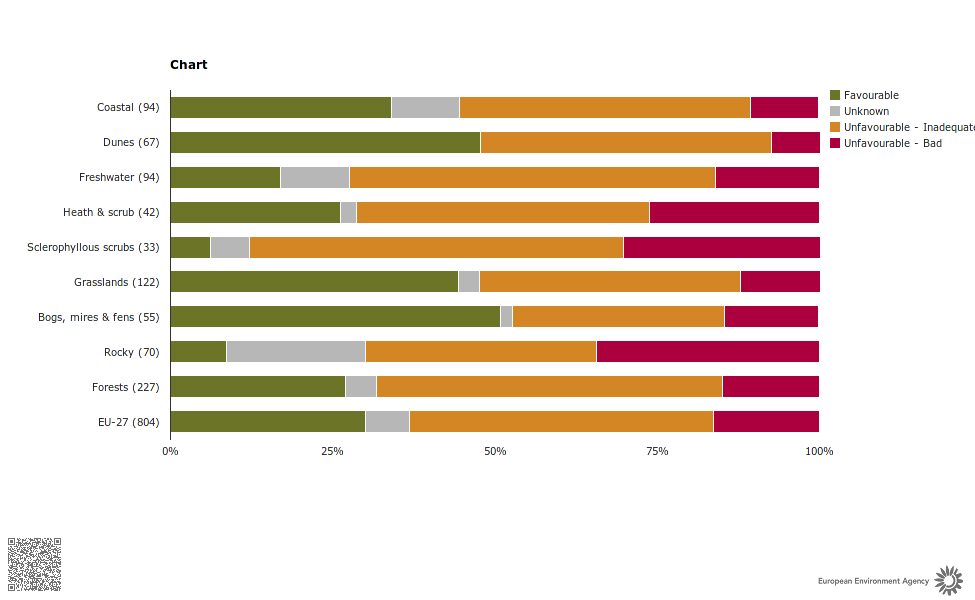 Chart
Coastal (94)
Dunes (67)
Freshwater (94)
Heath & scrub (42)
Sclerophyllous scrubs (33)
Grasslands (122)
Bogs, mires & fens (55)
Rocky (70)
Forests (227)
EU-27 (804)
0% 25% 50% 75% 100%
Favourable
Unknown
Unfavourable - Inadequate
Unfavourable - Bad
European Environment Agency